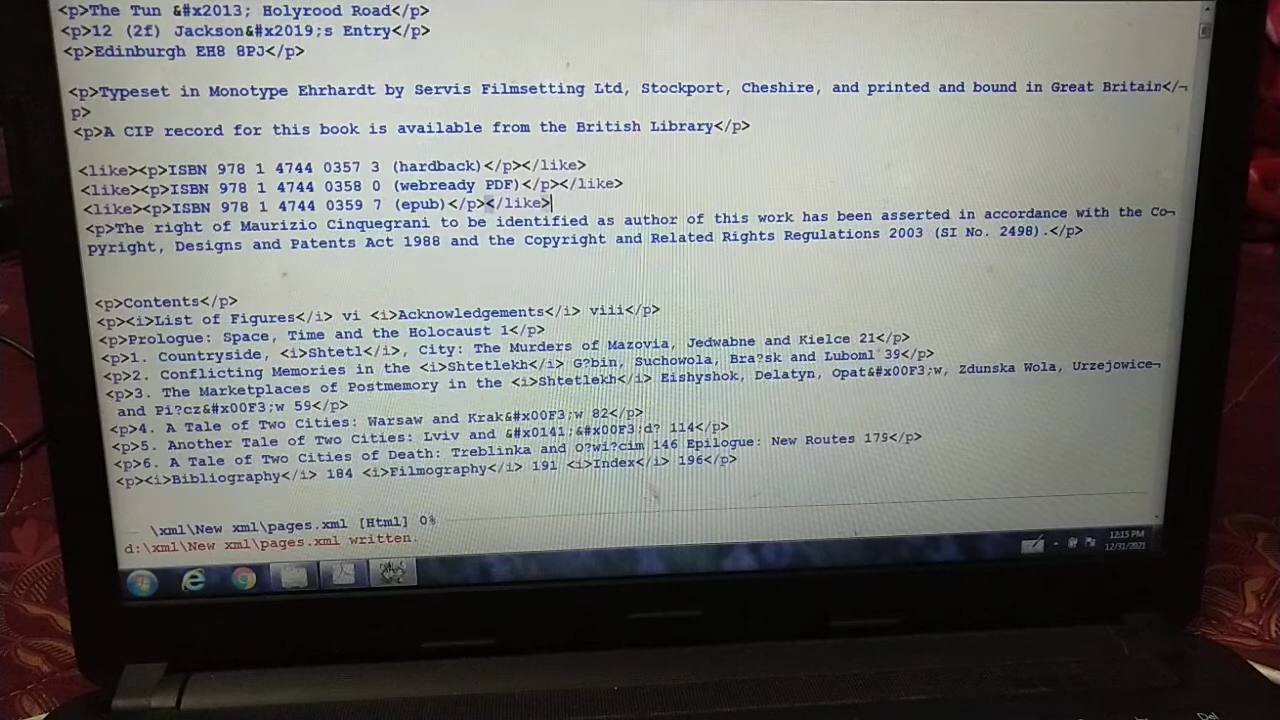 <p>The Tun &#x2013; Holyrood Road</p>
<p>12 (2f) Jackson&#x2019;s Entry</p>
<p>Edinburgh EH8 8PJ</p>
<p>Typeset in Monotype Ehrhardt by Servis Filmsetting Ltd, Stockport, Cheshire, and printed and bound in Great Britain</¬
p>
<p>A CIP record for this book is available from the British Library</p>
<like><p>ISBN 978 1 4744 0357 3 (hardback)</p></like>
<like><p>ISBN 978 1 4744 0358 0 (webready PDF)</p></like>
<like><p>ISBN 978 1 4744 0359 7 (epub)</p></like>
<p>The right of Maurizio Cinquegrani to be identified as author of this work has been asserted in accordance with the Co¬
pyright, Designs and Patents Act 1988 and the Copyright and Related Rights Regulations 2003 (SI No. 2498).</p>
<p>Contents</p>
<p><i>List of Figures</i> vi <i>Acknowledgements</i> viii</p>
<p>Prologue: Space, Time and the Holocaust 1</p>
<p>1. Countryside, <i>Shtetl</i>, City: The Murders of Mazovia, Jedwabne and Kielce 21</p>
<p>2. Conflicting Memories in the <i>Shtetlekh</i> G?bin, Suchowola, Bra?sk and Luboml 39</p>
<p>3. The Marketplaces of Postmemory in the <i>Shtetlekh</i> Eishyshok, Delatyn, Opat&#x00F3;w, Zdunska Wola, Urzejowice¬
and Pi?cz&#x00F3;w 59</p>
<p>4. A Tale of Two Cities: Warsaw and Krak&#x00F3;w 82</p>
<p>5. Another Tale of Two Cities: Lviv and &#x0141;&#x00F3;d? 114</p>
<p>6. A Tale of Two Cities of Death: Treblinka and O?wi?cim 146 Epilogue: New Routes 179</p>
<p><i>Bibliography</i> 184 <i>Filmography</i> 191 <i>Index</i> 196</p>
\xml\New xml\pages.xml [Html] 0%
d:\xml\New xml\pages.xml written.
12:15 PM
12/31/2021